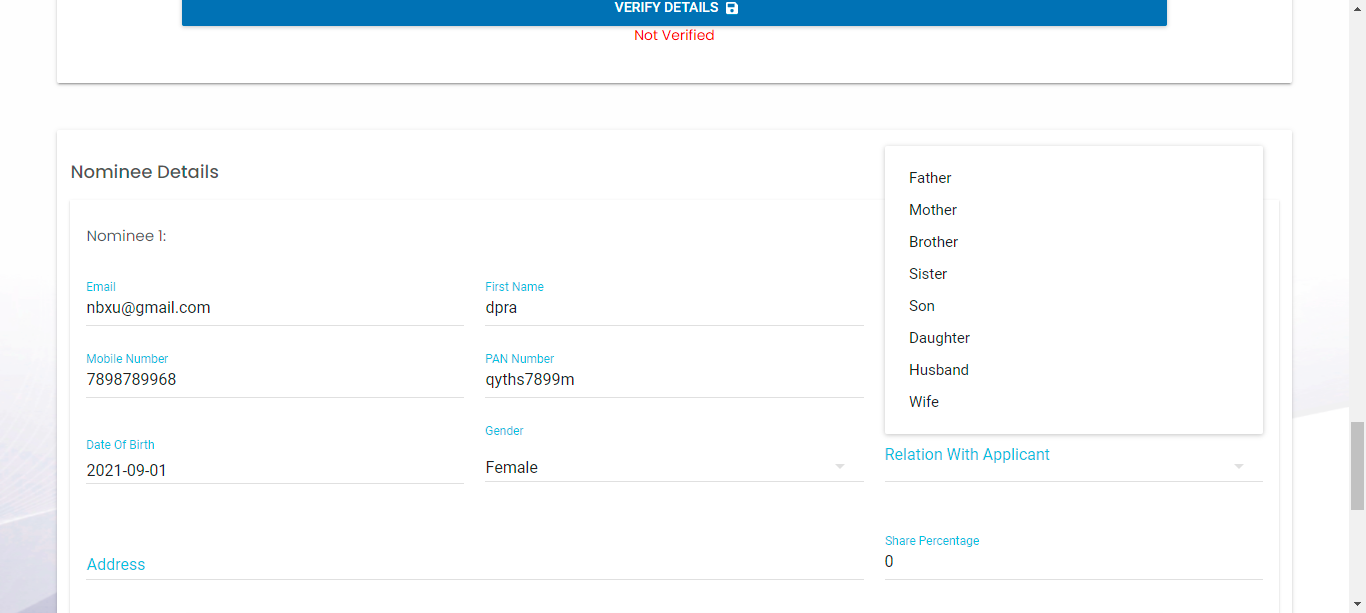 VERIFY DETAILS
Not Verified
Nominee Details
Nominee 1:
Email
nbxu@gmail.com
First Name
dpra
Mobile Number
7898789968
PAN Number
qyths7899m
Date Of Birth
2021-09-01
Gender
Female
Father
Mother
Brother
Sister
Son
Daughter
Husband
Wife
Relation With Applicant
Address
Share Percentage
0